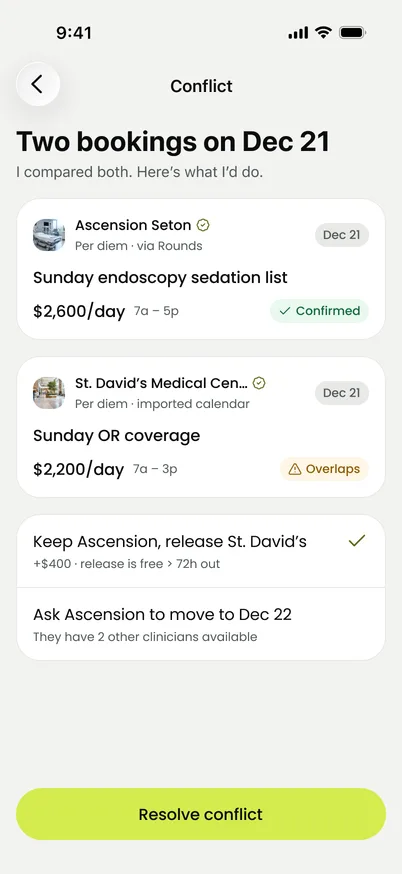 9:41
Conflict
Two bookings on Dec 21
I compared both. Here’s what I’d do.
Ascension Seton
Per diem · via Rounds
Dec 21
Sunday endoscopy sedation list
$2,600/day 7a – 5p
Confirmed
St. David’s Medical Cen...
Per diem · imported calendar
Dec 21
Sunday OR coverage
$2,200/day 7a – 3p
Overlaps
Keep Ascension, release St. David’s
+$400 · release is free > 72h out
Ask Ascension to move to Dec 22
They have 2 other clinicians available
Resolve conflict